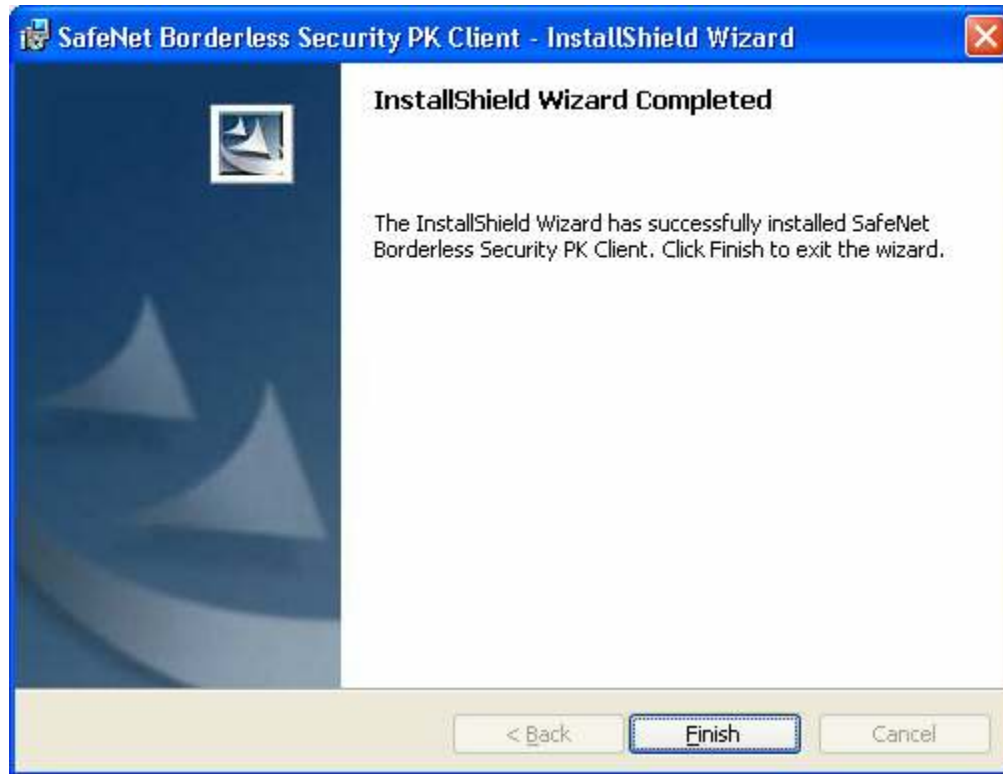 SafeNet Borderless Security PK Client - InstallShield Wizard
InstallShield Wizard Completed
The InstallShield Wizard has successfully installed SafeNet
Borderless Security PK Client. Click Finish to exit the wizard.
< Back
Finish
Cancel